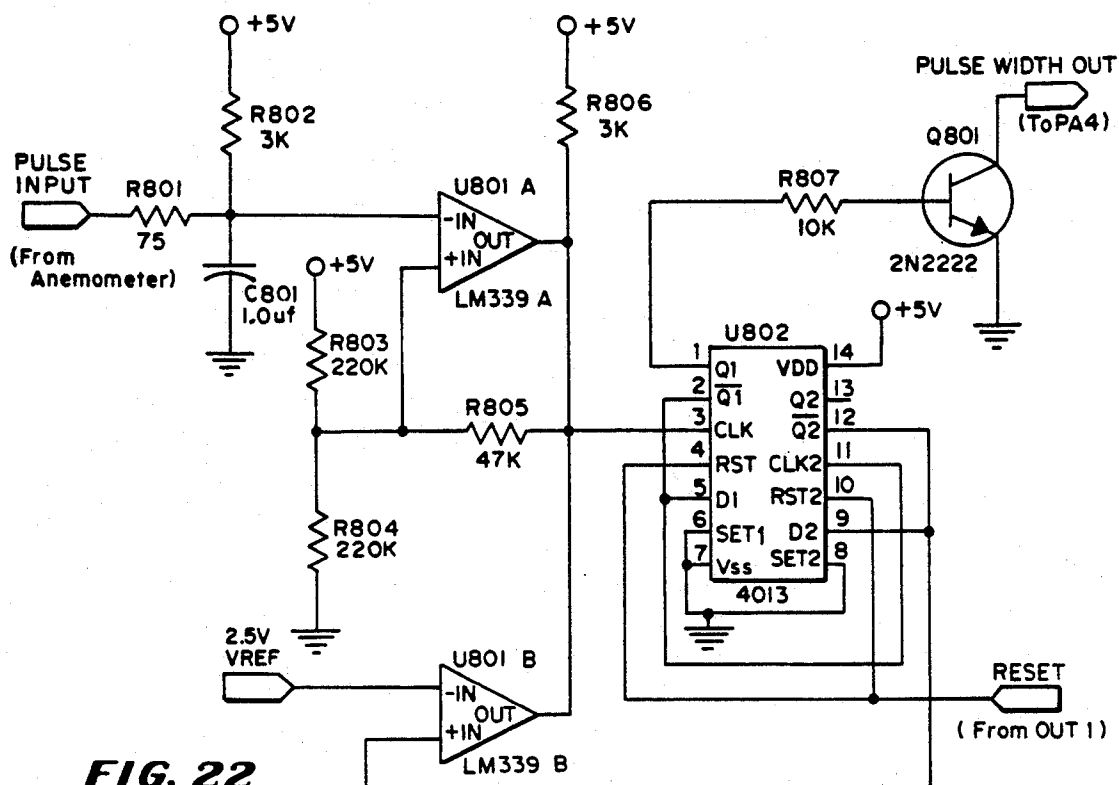 +5V
+5V
R802
3K
R806
3K
PULSE WIDTH OUT
(ToPA4)
Q801
PULSE
INPUT
R801
75
(From
Anemometer)
U801 A
-IN
OUT
+IN
LM339 A
R807
10K
2N2222
C801
1.0uf
+5V
R803
220K
R805
47K
R804
220K
+5V
U802
1 Q1 VDD 14
2 Q̅1̅ Q2 13
3 CLK Q̅2̅ 12
4 RST CLK2 11
5 D1 RST2 10
6 SET1 D2 9
7 Vss SET2 8
4013
2.5V
VREF
U801 B
-IN
OUT
+IN
LM339 B
RESET
(From OUT 1)
FIG. 22